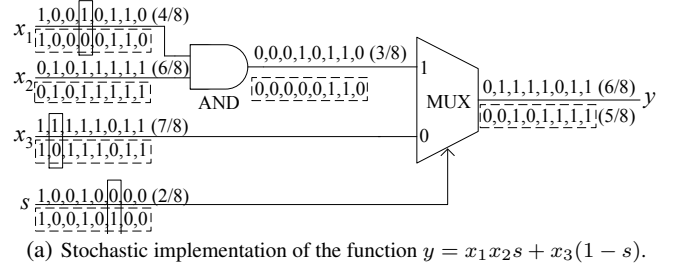 1,0,0,1,0,1,1,0 (4/8)
x₁
1,0,0,0,0,1,1,0
0,1,0,1,1,1,1,1 (6/8)
x₂
0,1,0,1,1,1,1,1
AND
0,0,0,1,0,1,1,0 (3/8)
0,0,0,0,0,1,1,0
1,1,1,1,1,0,1,1 (7/8)
x₃
1,0,1,1,1,0,1,1
1
MUX
0
0,1,1,1,1,0,1,1 (6/8)
y
0,0,1,0,1,1,1,1 (5/8)
1,0,0,1,0,0,0,0 (2/8)
s
1,0,0,1,0,1,0,0
(a) Stochastic implementation of the function y = x₁x₂s + x₃(1 − s).